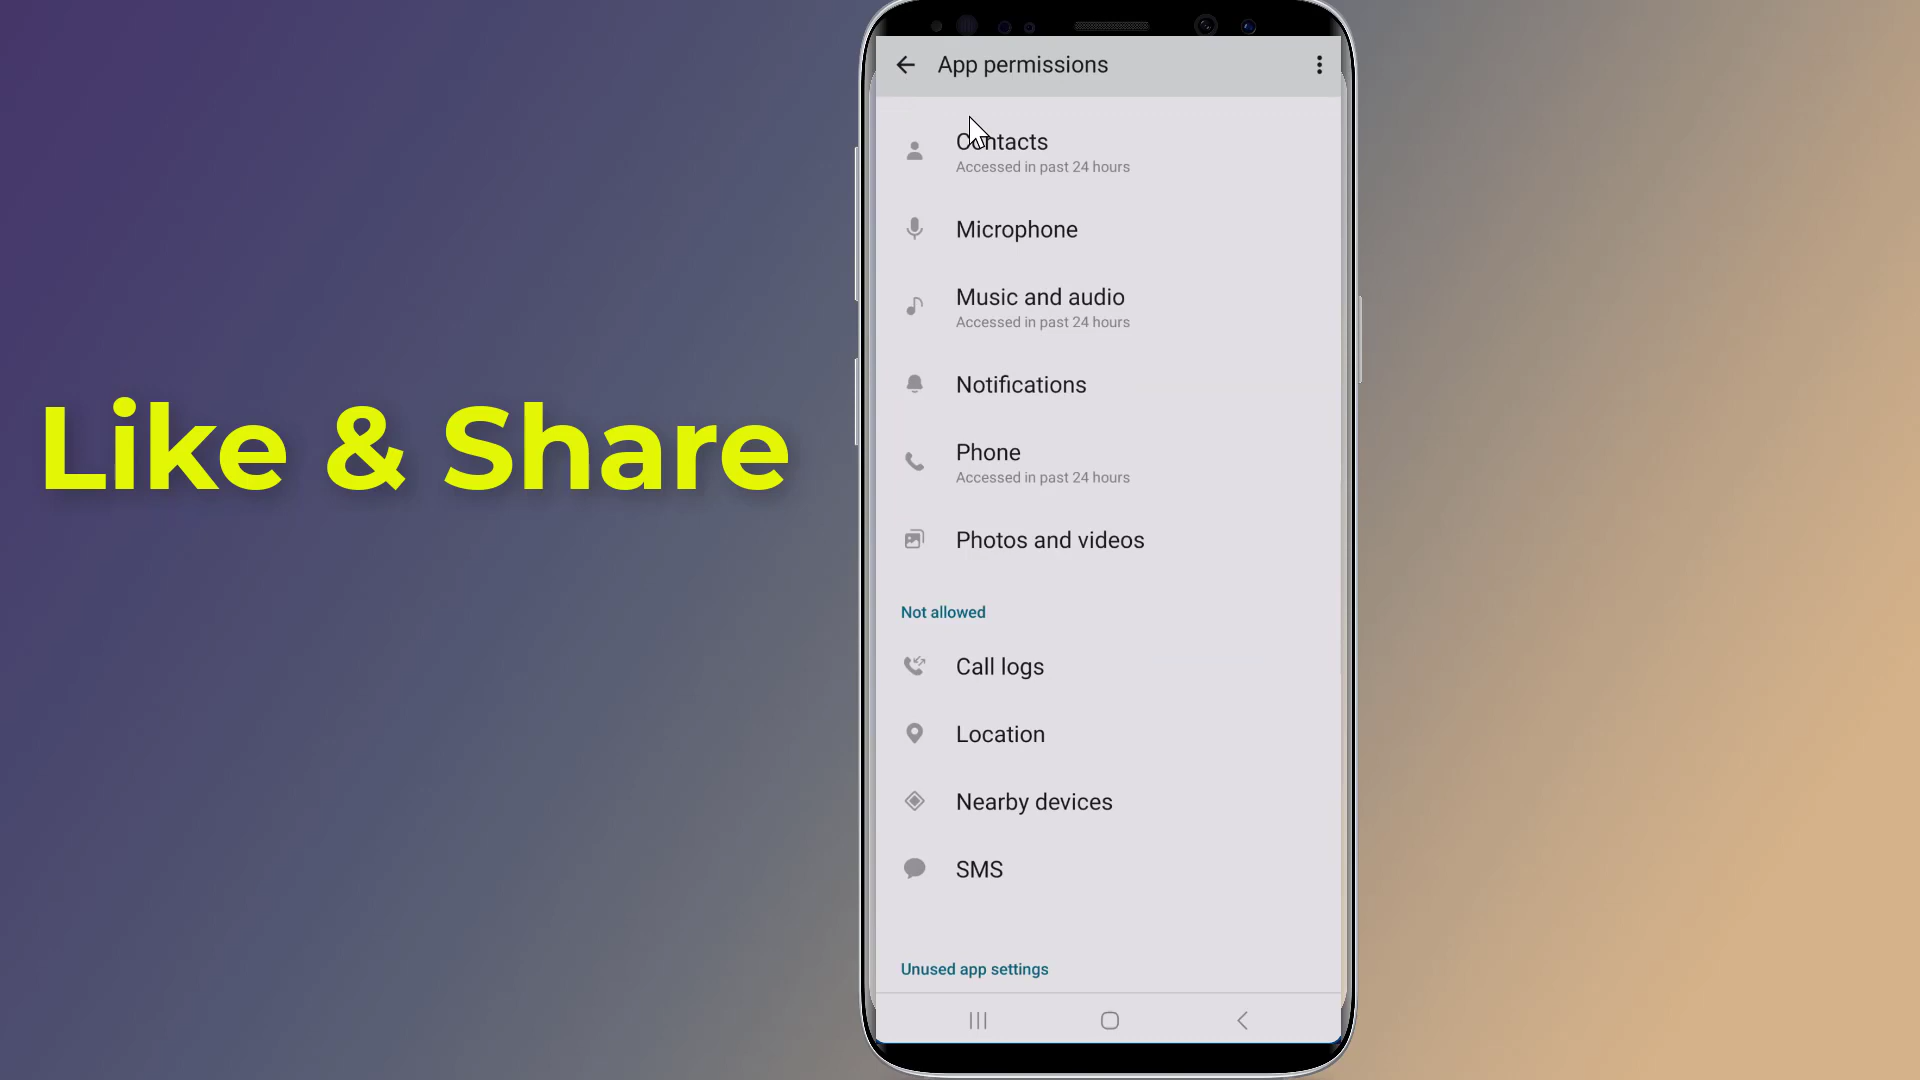 Like & Share
App permissions
Contacts
Accessed in past 24 hours
Microphone
Music and audio
Accessed in past 24 hours
Notifications
Phone
Accessed in past 24 hours
Photos and videos
Not allowed
Call logs
Location
Nearby devices
SMS
Unused app settings